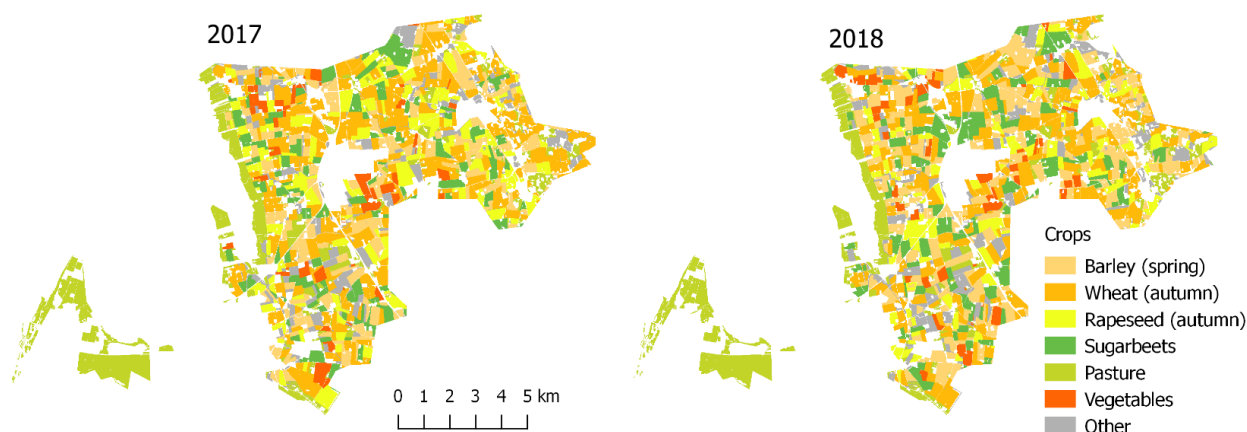 2017
2018
Crops
Barley (spring)
Wheat (autumn)
Rapeseed (autumn)
Sugarbeets
Pasture
Vegetables
Other
0 1 2 3 4 5 km